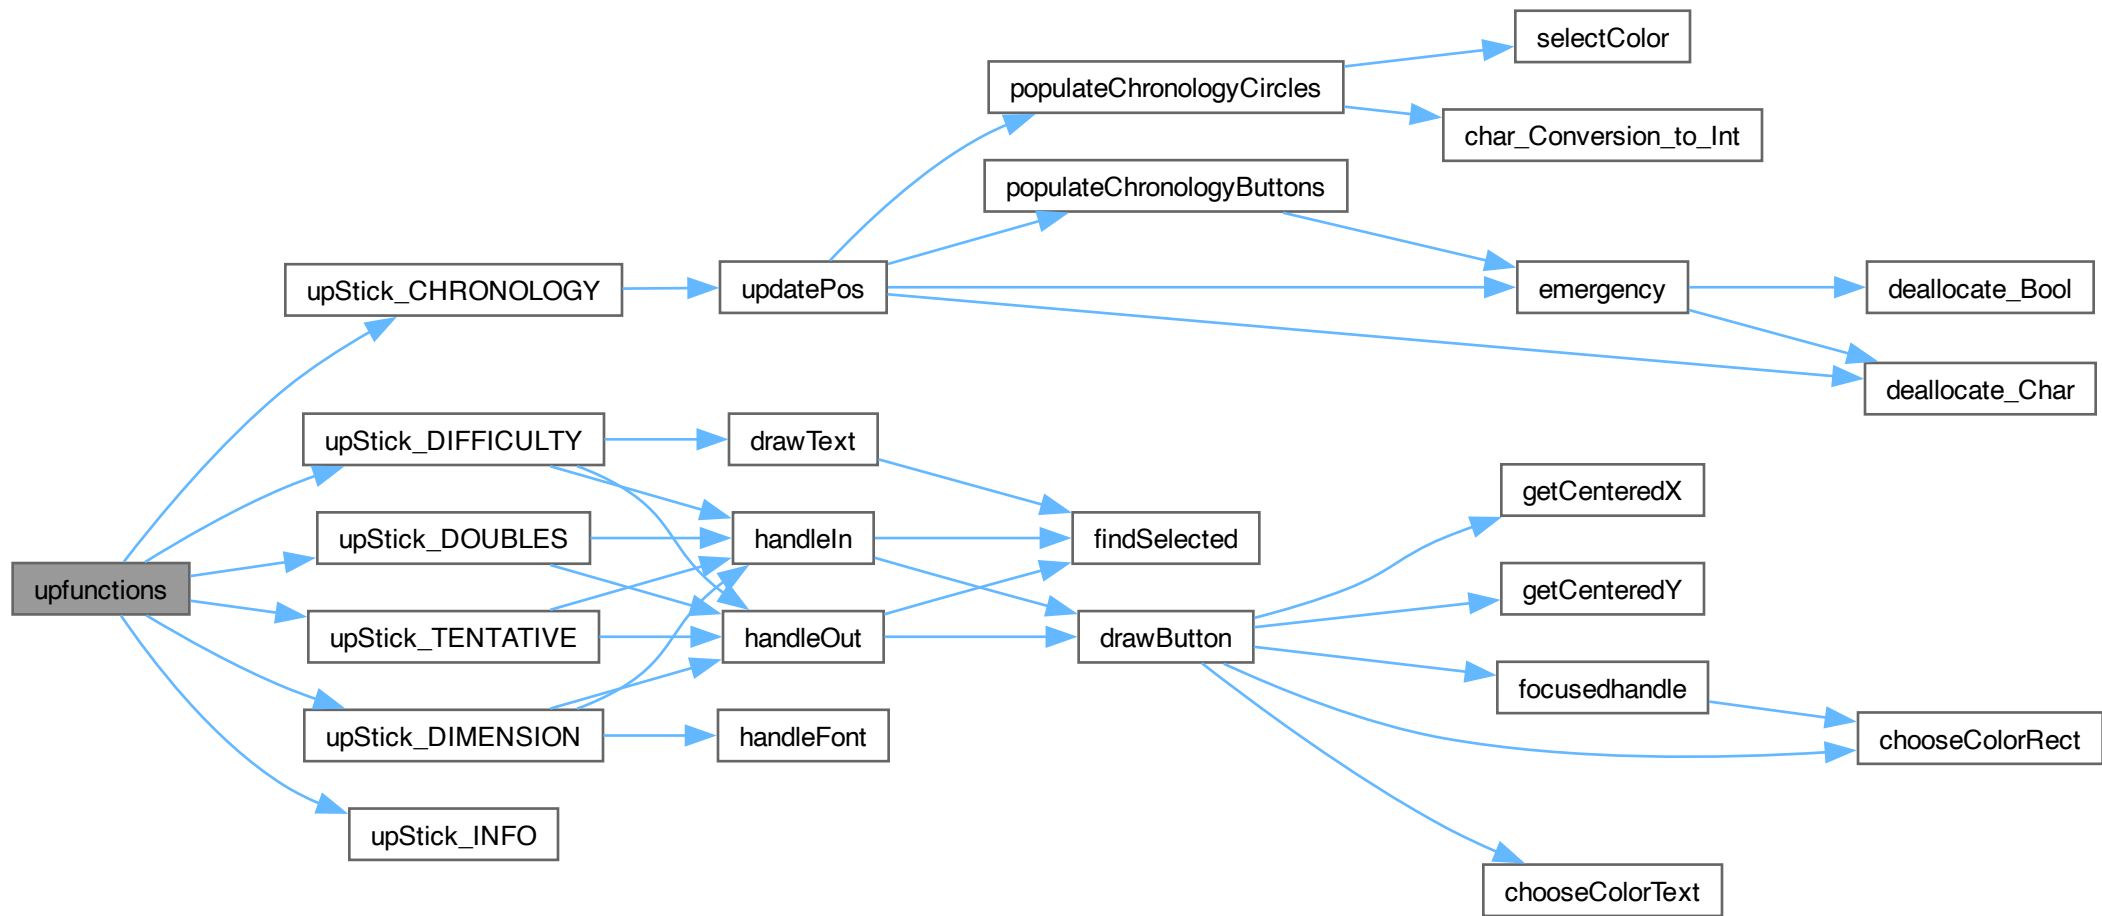 selectColor
populateChronologyCircles
char_Conversion_to_Int
populateChronologyButtons
upStick_CHRONOLOGY
updatePos
emergency
deallocate_Bool
deallocate_Char
upStick_DIFFICULTY
drawText
getCenteredX
upStick_DOUBLES
handleIn
findSelected
upfunctions
getCenteredY
upStick_TENTATIVE
handleOut
drawButton
focusedhandle
upStick_DIMENSION
handleFont
chooseColorRect
upStick_INFO
chooseColorText